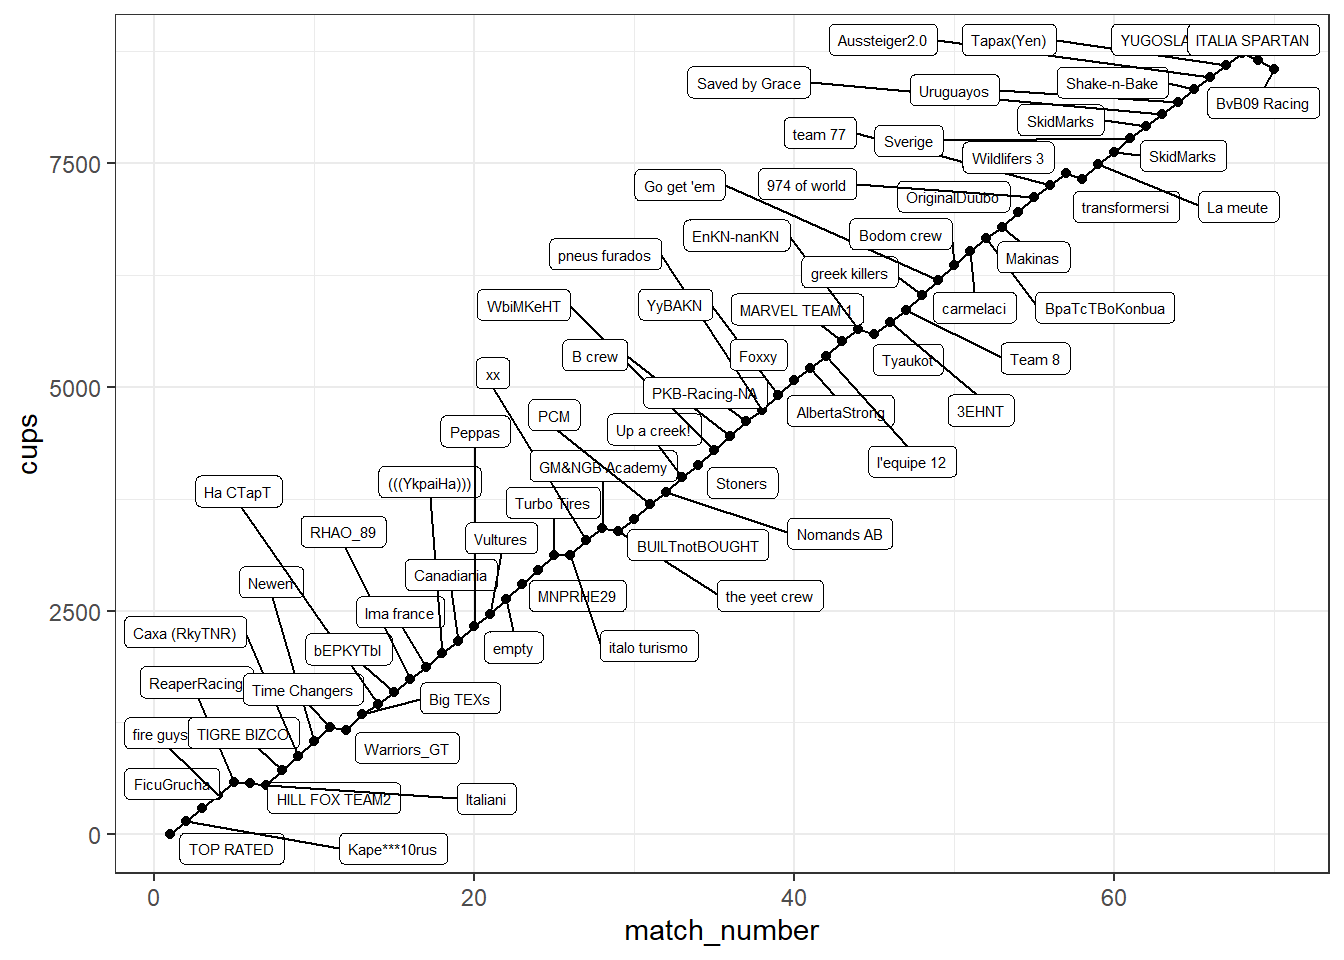 Aussteiger2.0
Tapax(Yen)
YUGOSLA
ITALIA SPARTAN
Saved by Grace
Uruguayos
Shake-n-Bake
BvB09 Racing
SkidMarks
team 77
Sverige
Wildlifers 3
SkidMarks
7500
Go get 'em
974 of world
OriginalDuubo
transformersi
La meute
EnKN-nanKN
Bodom crew
pneus furados
greek killers
Makinas
WbiMKeHT
YyBAKN
MARVEL TEAM 1
carmelaci
BpaTcTBoKonbua
B crew
Foxxy
Tyaukot
Team 8
xx
5000
PKB-Racing-NA
AlbertaStrong
3EHNT
PCM
Peppas
Up a creek!
GM&NGB Academy
l'equipe 12
(((YkpaiHa)))
Stoners
Ha CTapT
Turbo Tires
RHAO_89
Vultures
Nomands AB
BUILTnotBOUGHT
Newen
Canadiania
MNPRHE29
the yeet crew
2500
Ima france
Caxa (RkyTNR)
bEPKYTbI
empty
italo turismo
ReaperRacing
Time Changers
Big TEXs
fire guys
TIGRE BIZCO
Warriors_GT
FicuGrucha
HILL FOX TEAM2
Italiani
0
TOP RATED
Kape***10rus
0
20
40
60
match_number
cups